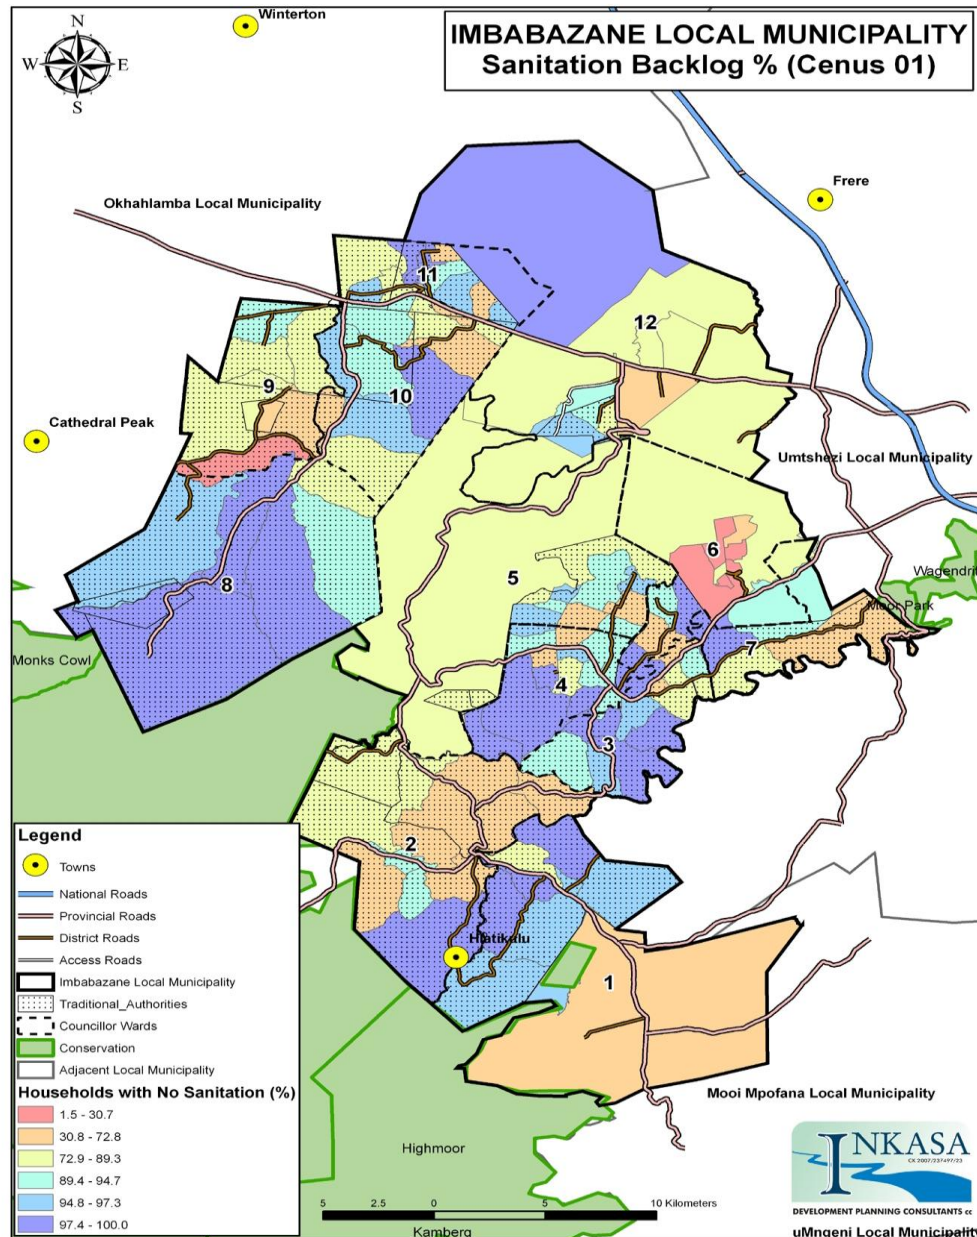 Winterton
N
W
E
S
IMBABAZANE LOCAL MUNICIPALITY
Sanitation Backlog % (Cenus 01)
Frere
Okhahlamba Local Municipality
11
12
9
10
Cathedral Peak
Umtshezi Local Municipality
6
8
5
Wagendrif
Moor Park
7
Monks Cowl
4
3
2
Hlatikulu
1
Mooi Mpofana Local Municipality
Highmoor
Kamberg
Legend
Towns
National Roads
Provincial Roads
District Roads
Access Roads
Imbabazane Local Municipality
Traditional_Authorities
Councillor Wards
Conservation
Adjacent Local Municipality
Households with No Sanitation (%)
1.5 - 30.7
30.8 - 72.8
72.9 - 89.3
89.4 - 94.7
94.8 - 97.3
97.4 - 100.0
5 2.5 0 5 10 Kilometers
INKASA
DEVELOPMENT PLANNING CONSULTANTS cc
uMngeni Local Municipality